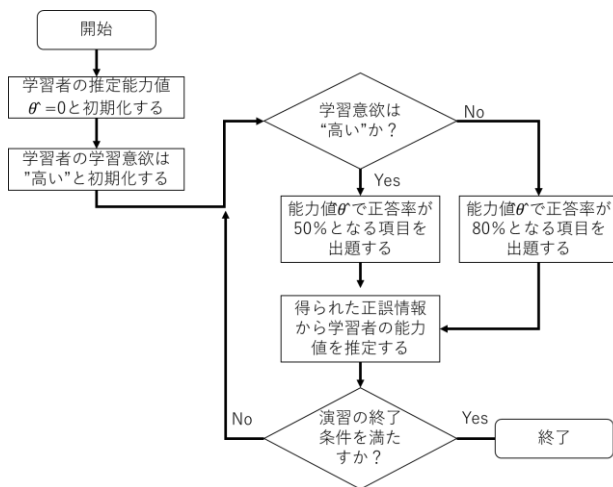 開始
学習者の推定能力値
θ^ =0と初期化する
学習者の学習意欲は
”高い”と初期化する
学習意欲は
“高い”か？
No
Yes
能力値θ^で正答率が
50%となる項目を
出題する
能力値θ^で正答率が
80%となる項目を
出題する
得られた正誤情報
から学習者の能力
値を推定する
演習の終了
条件を満た
すか？
No
Yes
終了